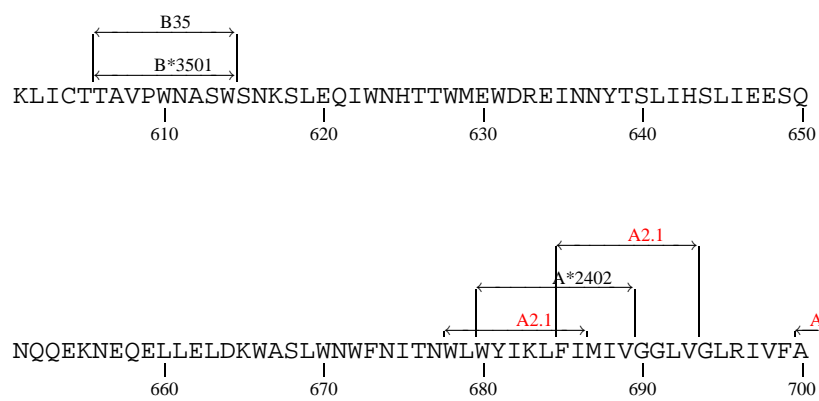 B35
B*3501
KLICTTAVPWNASWSNKSLEQIWNHTTWMEWDREINNYTSLIHSLIEESQ
610 620 630 640 650
A2.1
A*2402
A2.1 A
NQQEKNEQELLELDKWASLWNWFNITNWLWYIKLFIMIVGGLVGLRIVFA
660 670 680 690 700